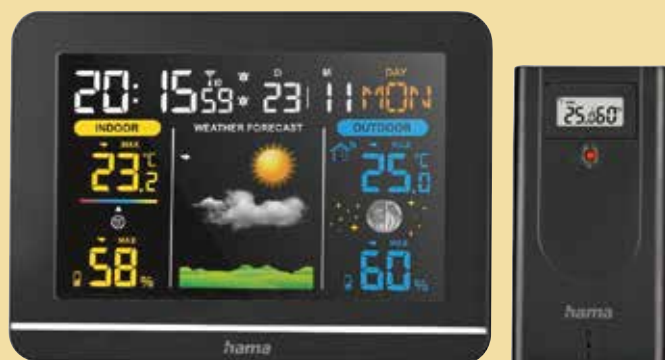 D M DAY
20:15 59 23 11 MON
INDOOR WEATHER FORECAST OUTDOOR
MAX MAX
23.2 °C 25.0 °C
MAX MAX
58 % 60 %
hama
25.0 60%
hama